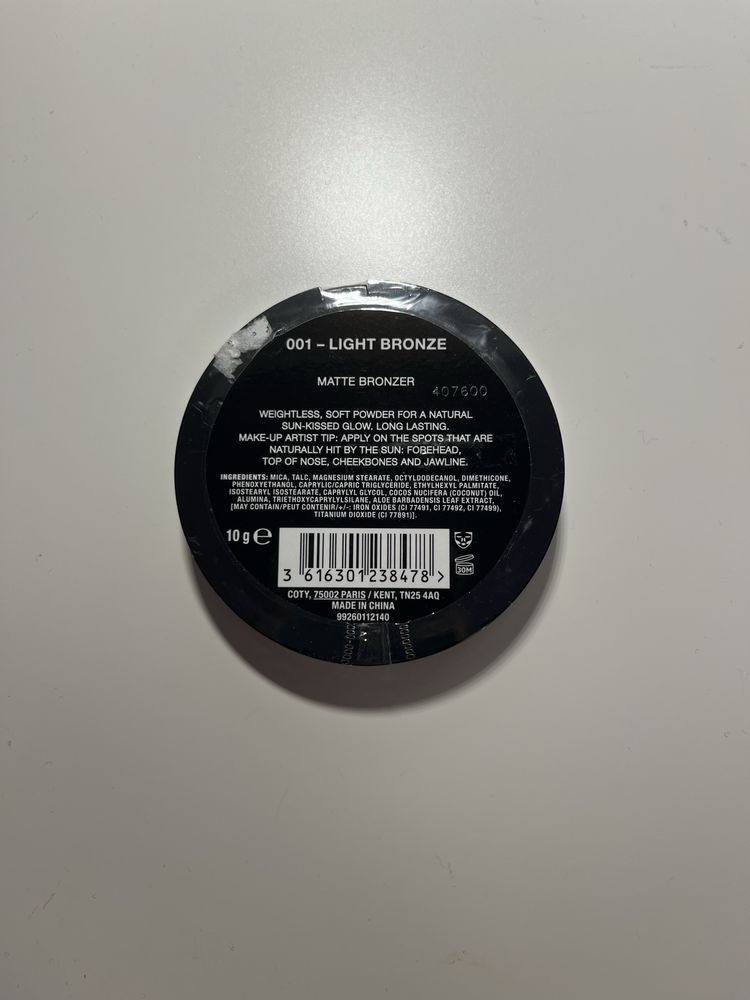 001 – LIGHT BRONZE
MATTE BRONZER
407600
WEIGHTLESS, SOFT POWDER FOR A NATURAL
SUN-KISSED GLOW. LONG LASTING.
MAKE-UP ARTIST TIP: APPLY ON THE SPOTS THAT ARE
NATURALLY HIT BY THE SUN: FOREHEAD,
TOP OF NOSE, CHEEKBONES AND JAWLINE.
INGREDIENTS: MICA, TALC, MAGNESIUM STEARATE, OCTYLDODECANOL, DIMETHICONE,
PHENOXYETHANOL, CAPRYLIC/CAPRIC TRIGLYCERIDE, ETHYLHEXYL PALMITATE,
ISOSTEARYL ISOSTEARATE, CAPRYLYL GLYCOL, COCOS NUCIFERA (COCONUT) OIL,
ALUMINA, TRIETHOXYCAPRYLYLSILANE, ALOE BARBADENSIS LEAF EXTRACT,
[MAY CONTAIN/PEUT CONTENIR/+/-: IRON OXIDES (CI 77491, CI 77492, CI 77499),
TITANIUM DIOXIDE (CI 77891)].
10 g e
3 616301 238478 >
30M
COTY, 75002 PARIS / KENT, TN25 4AQ
MADE IN CHINA
99260112140